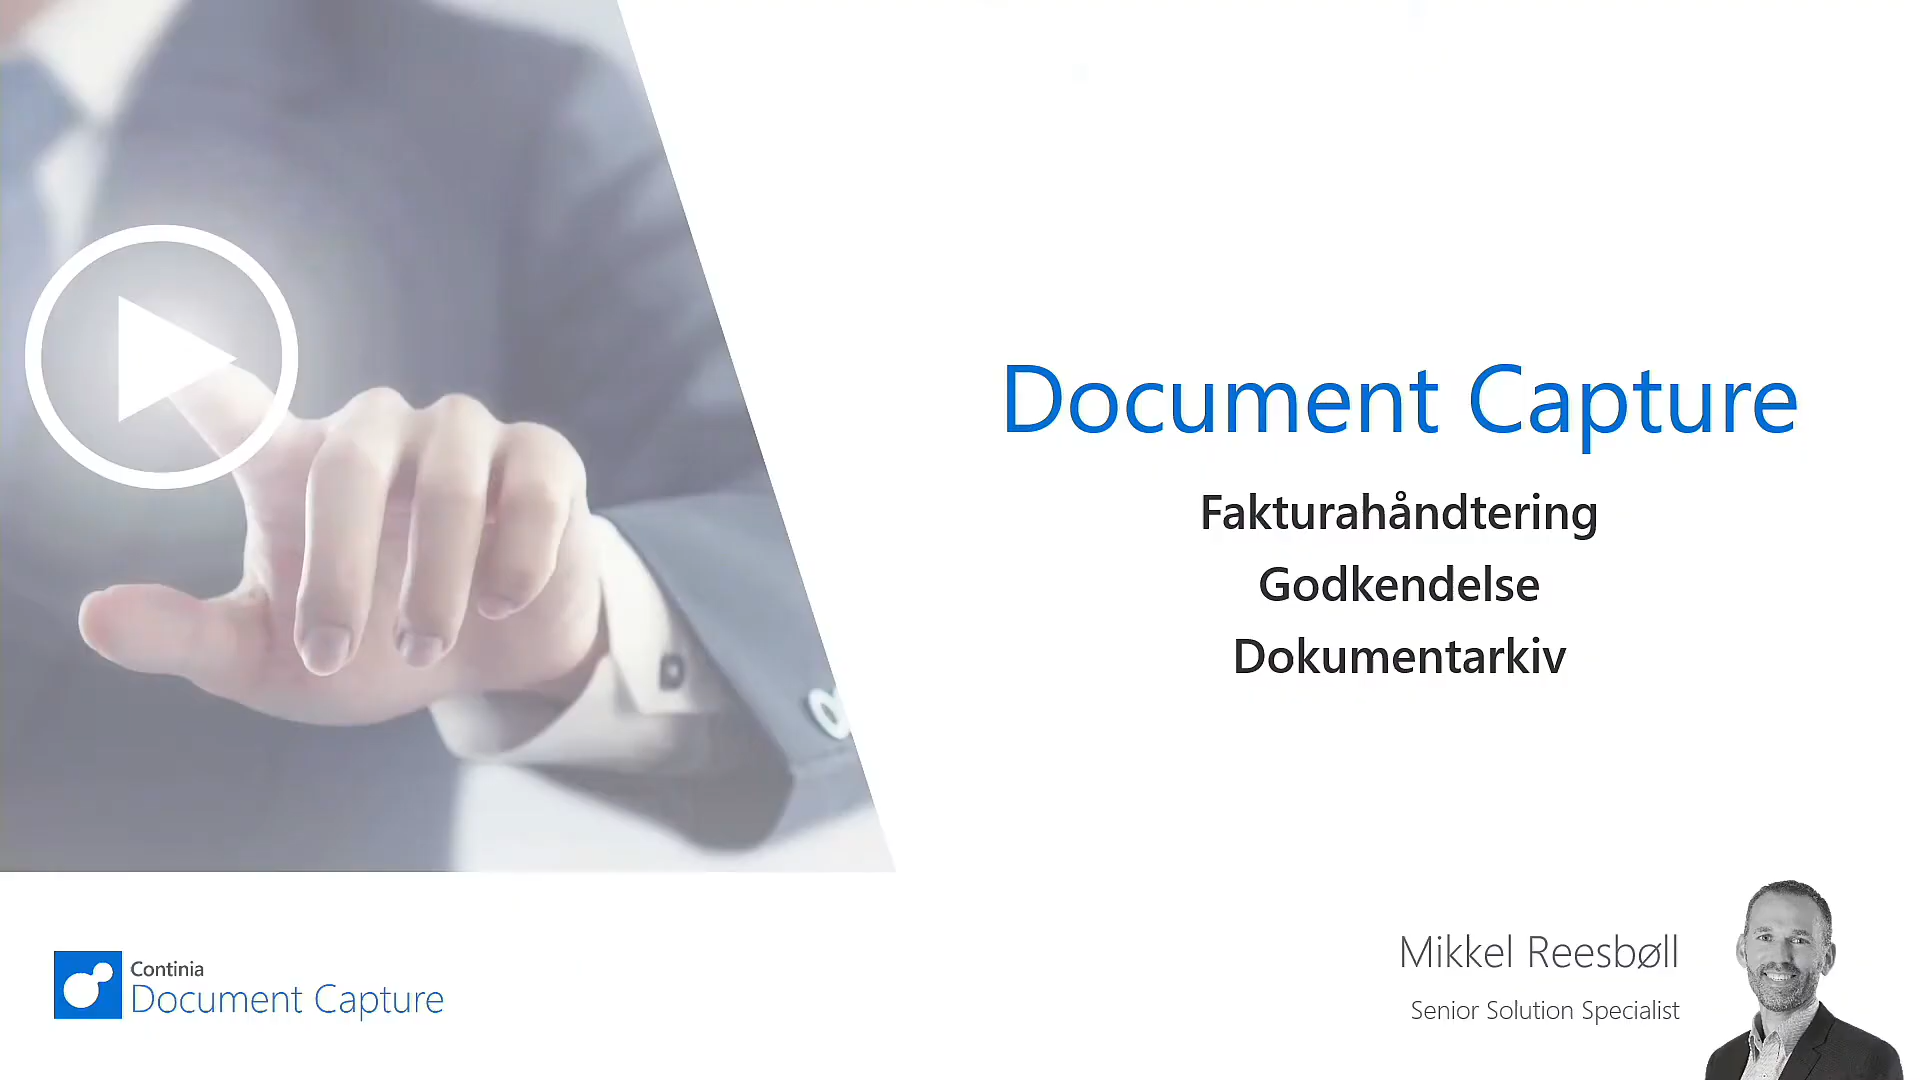 Document Capture
Fakturahåndtering
Godkendelse
Dokumentarkiv
Mikkel Reesbøll
Senior Solution Specialist
Continia
Document Capture